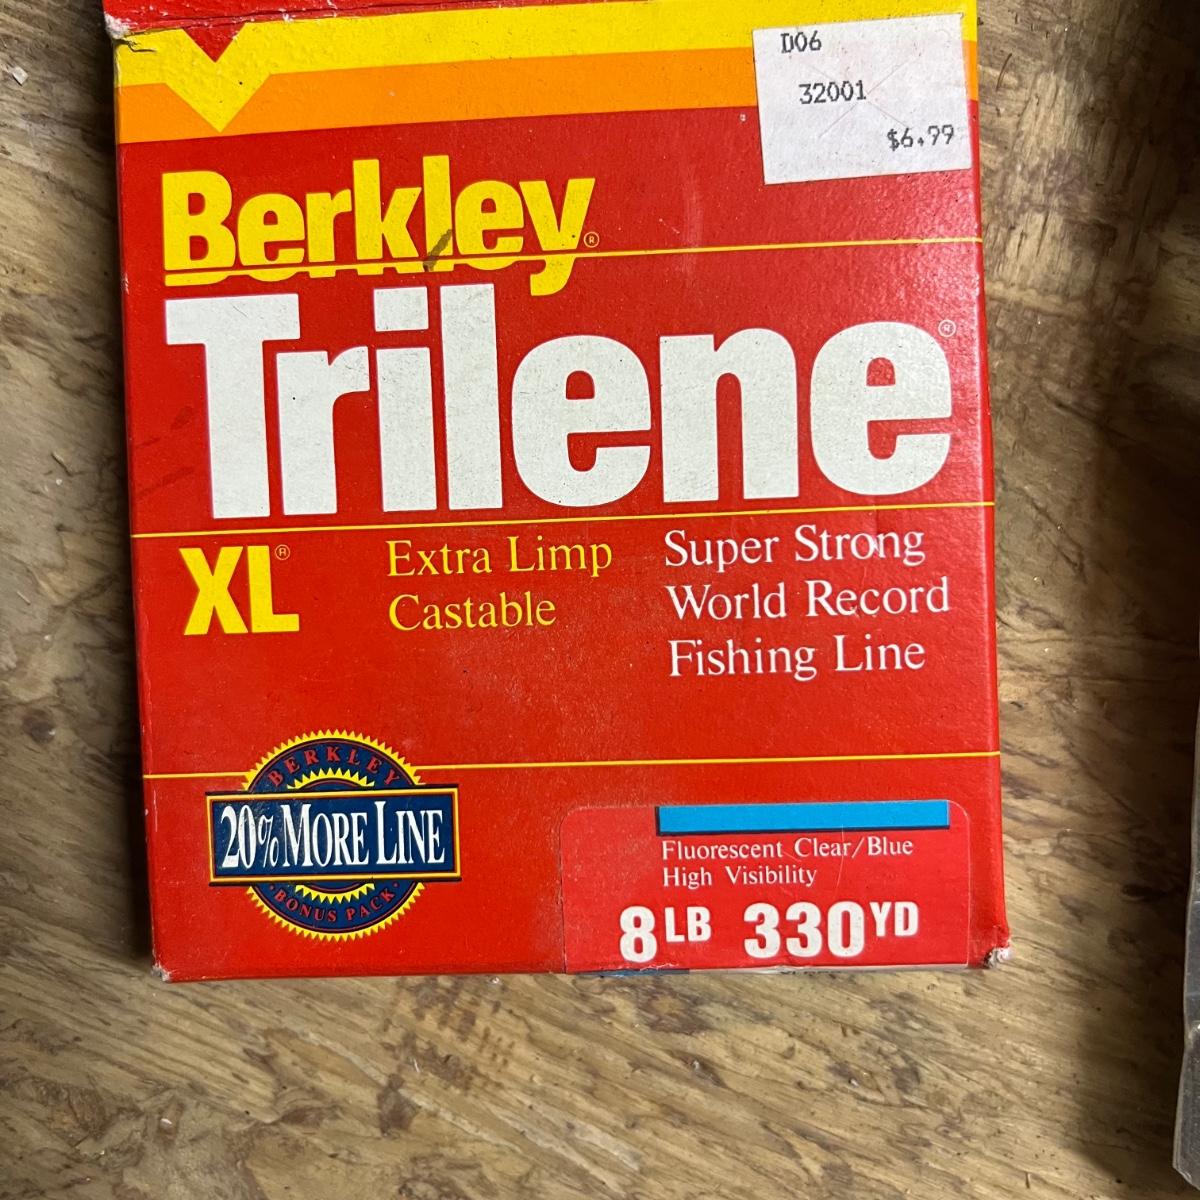 D06
32001
$6.99
Berkley®
Trilene®
XL®
Extra Limp
Castable
Super Strong
World Record
Fishing Line
BERKLEY
20% MORE LINE
BONUS PACK
Fluorescent Clear/Blue
High Visibility
8LB 330YD